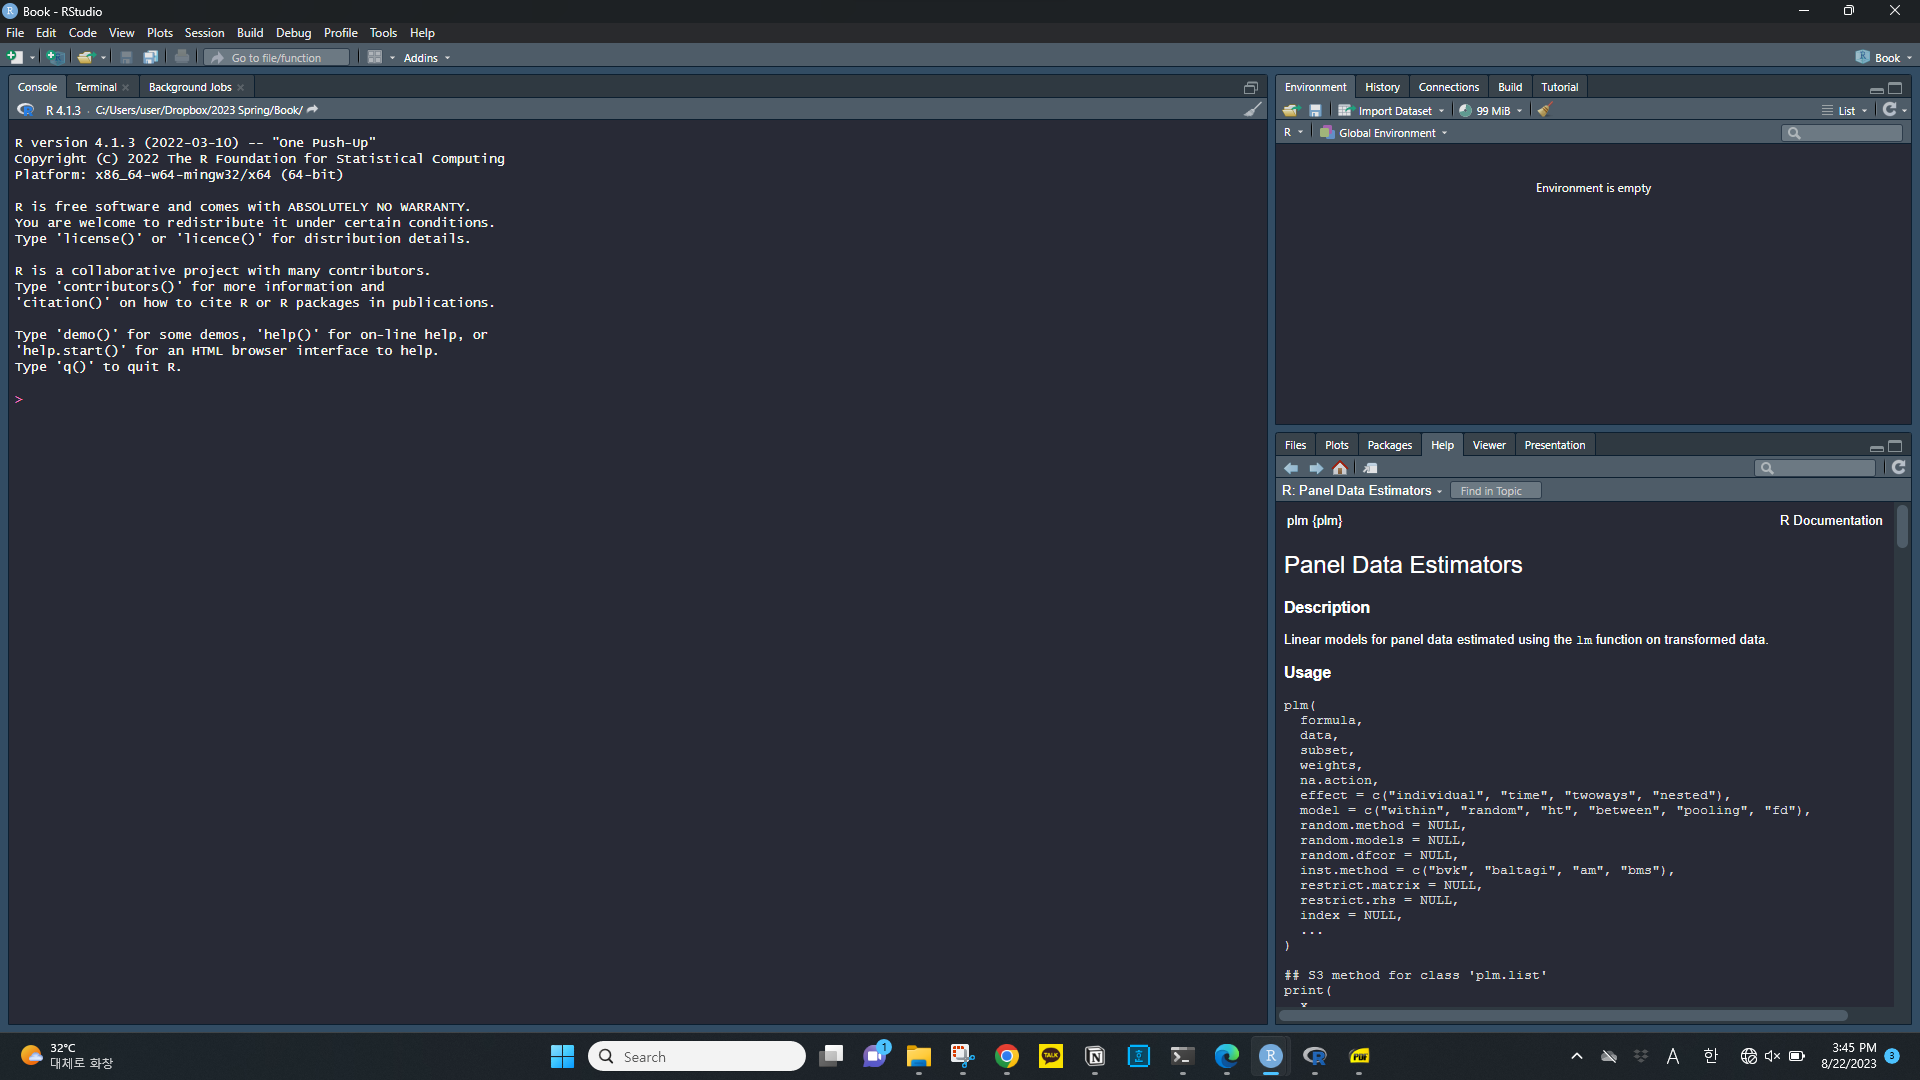 Book - RStudio
File Edit Code View Plots Session Build Debug Profile Tools Help
Go to file/function Addins Book
Console Terminal Background Jobs
R 4.1.3 · C:/Users/user/Dropbox/2023 Spring/Book/
R version 4.1.3 (2022-03-10) -- "One Push-Up"
Copyright (C) 2022 The R Foundation for Statistical Computing
Platform: x86_64-w64-mingw32/x64 (64-bit)
R is free software and comes with ABSOLUTELY NO WARRANTY.
You are welcome to redistribute it under certain conditions.
Type 'license()' or 'licence()' for distribution details.
R is a collaborative project with many contributors.
Type 'contributors()' for more information and
'citation()' on how to cite R or R packages in publications.
Type 'demo()' for some demos, 'help()' for on-line help, or
'help.start()' for an HTML browser interface to help.
Type 'q()' to quit R.
>
Environment History Connections Build Tutorial
Import Dataset 99 MiB List
R Global Environment
Environment is empty
Files Plots Packages Help Viewer Presentation
R: Panel Data Estimators Find in Topic
plm {plm} R Documentation
Panel Data Estimators
Description
Linear models for panel data estimated using the lm function on transformed data.
Usage
plm(
formula,
data,
subset,
weights,
na.action,
effect = c("individual", "time", "twoways", "nested"),
model = c("within", "random", "ht", "between", "pooling", "fd"),
random.method = NULL,
random.models = NULL,
random.dfcor = NULL,
inst.method = c("bvk", "baltagi", "am", "bms"),
restrict.matrix = NULL,
restrict.rhs = NULL,
index = NULL,
...
)
## S3 method for class 'plm.list'
print(
x
32°C
대체로 화창
Search
1
TALK
PDF
A 한
3:45 PM
8/22/2023
3